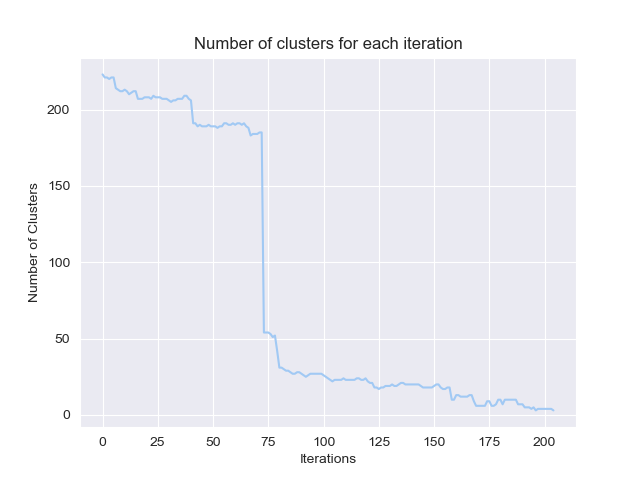 Number of clusters for each iteration
200
150
100
50
0
Number of Clusters
0 25 50 75 100 125 150 175 200
Iterations